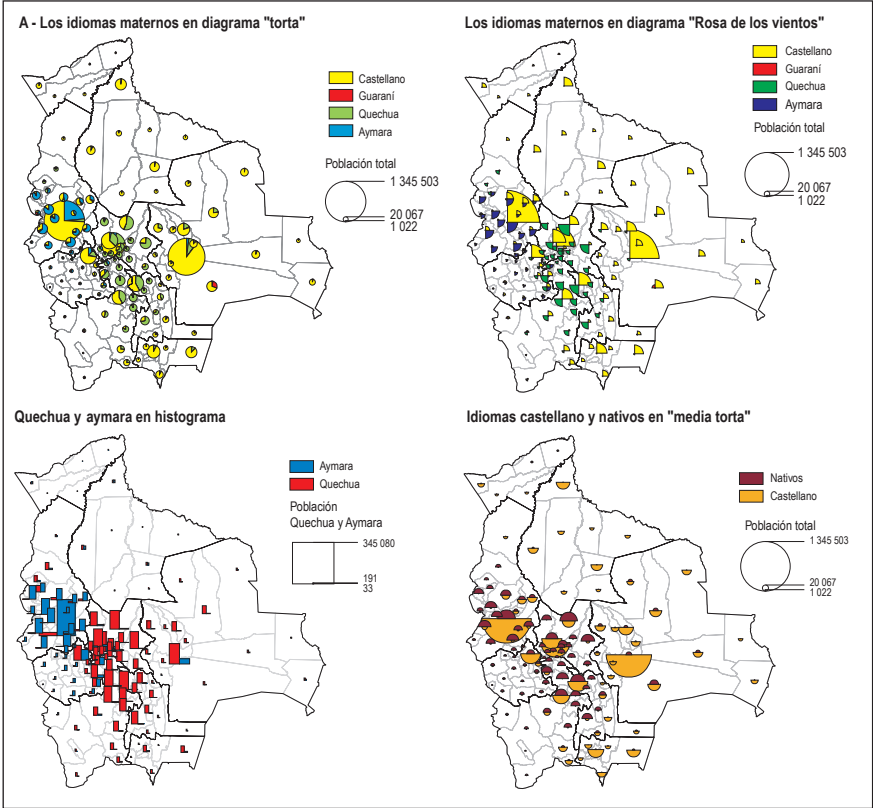 A - Los idiomas maternos en diagrama "torta"
Castellano
Guaraní
Quechua
Aymara
Población total
1 345 503
20 067
1 022
Los idiomas maternos en diagrama "Rosa de los vientos"
Castellano
Guaraní
Quechua
Aymara
Población total
1 345 503
20 067
1 022
Quechua y aymara en histograma
Aymara
Quechua
Población
Quechua y Aymara
345 080
191
33
Idiomas castellano y nativos en "media torta"
Nativos
Castellano
Población total
1 345 503
20 067
1 022